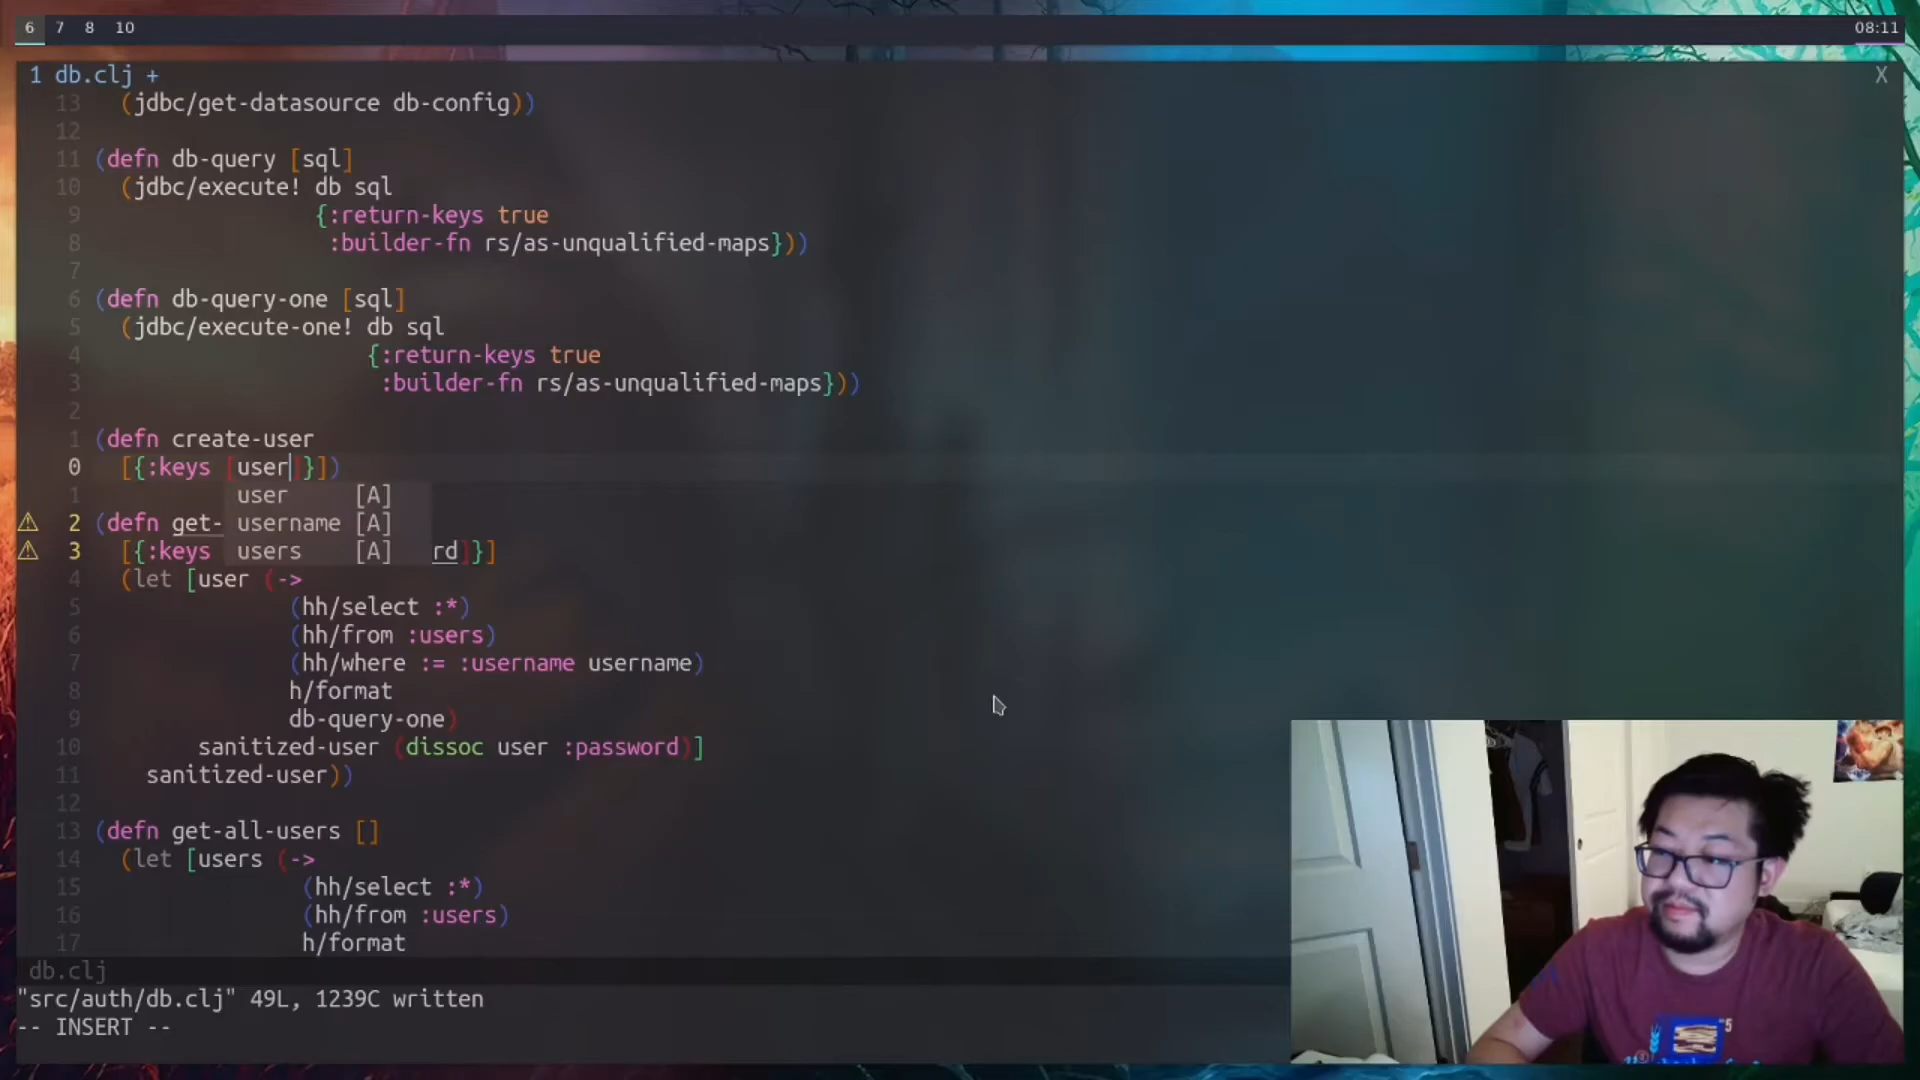 6 7 8 10 08:11
1 db.clj + X
13 (jdbc/get-datasource db-config))
12
11 (defn db-query [sql]
10 (jdbc/execute! db sql
9 {:return-keys true
8 :builder-fn rs/as-unqualified-maps}))
7
6 (defn db-query-one [sql]
5 (jdbc/execute-one! db sql
4 {:return-keys true
3 :builder-fn rs/as-unqualified-maps}))
2
1 (defn create-user
0 [{:keys [user]}])
1 user [A]
⚠ 2 (defn get- username [A]
⚠ 3 [{:keys users [A] rd]}]
4 (let [user (->
5 (hh/select :*)
6 (hh/from :users)
7 (hh/where := :username username)
8 h/format
9 db-query-one)
10 sanitized-user (dissoc user :password)]
11 sanitized-user))
12
13 (defn get-all-users []
14 (let [users (->
15 (hh/select :*)
16 (hh/from :users)
17 h/format
db.clj
"src/auth/db.clj" 49L, 1239C written
-- INSERT --